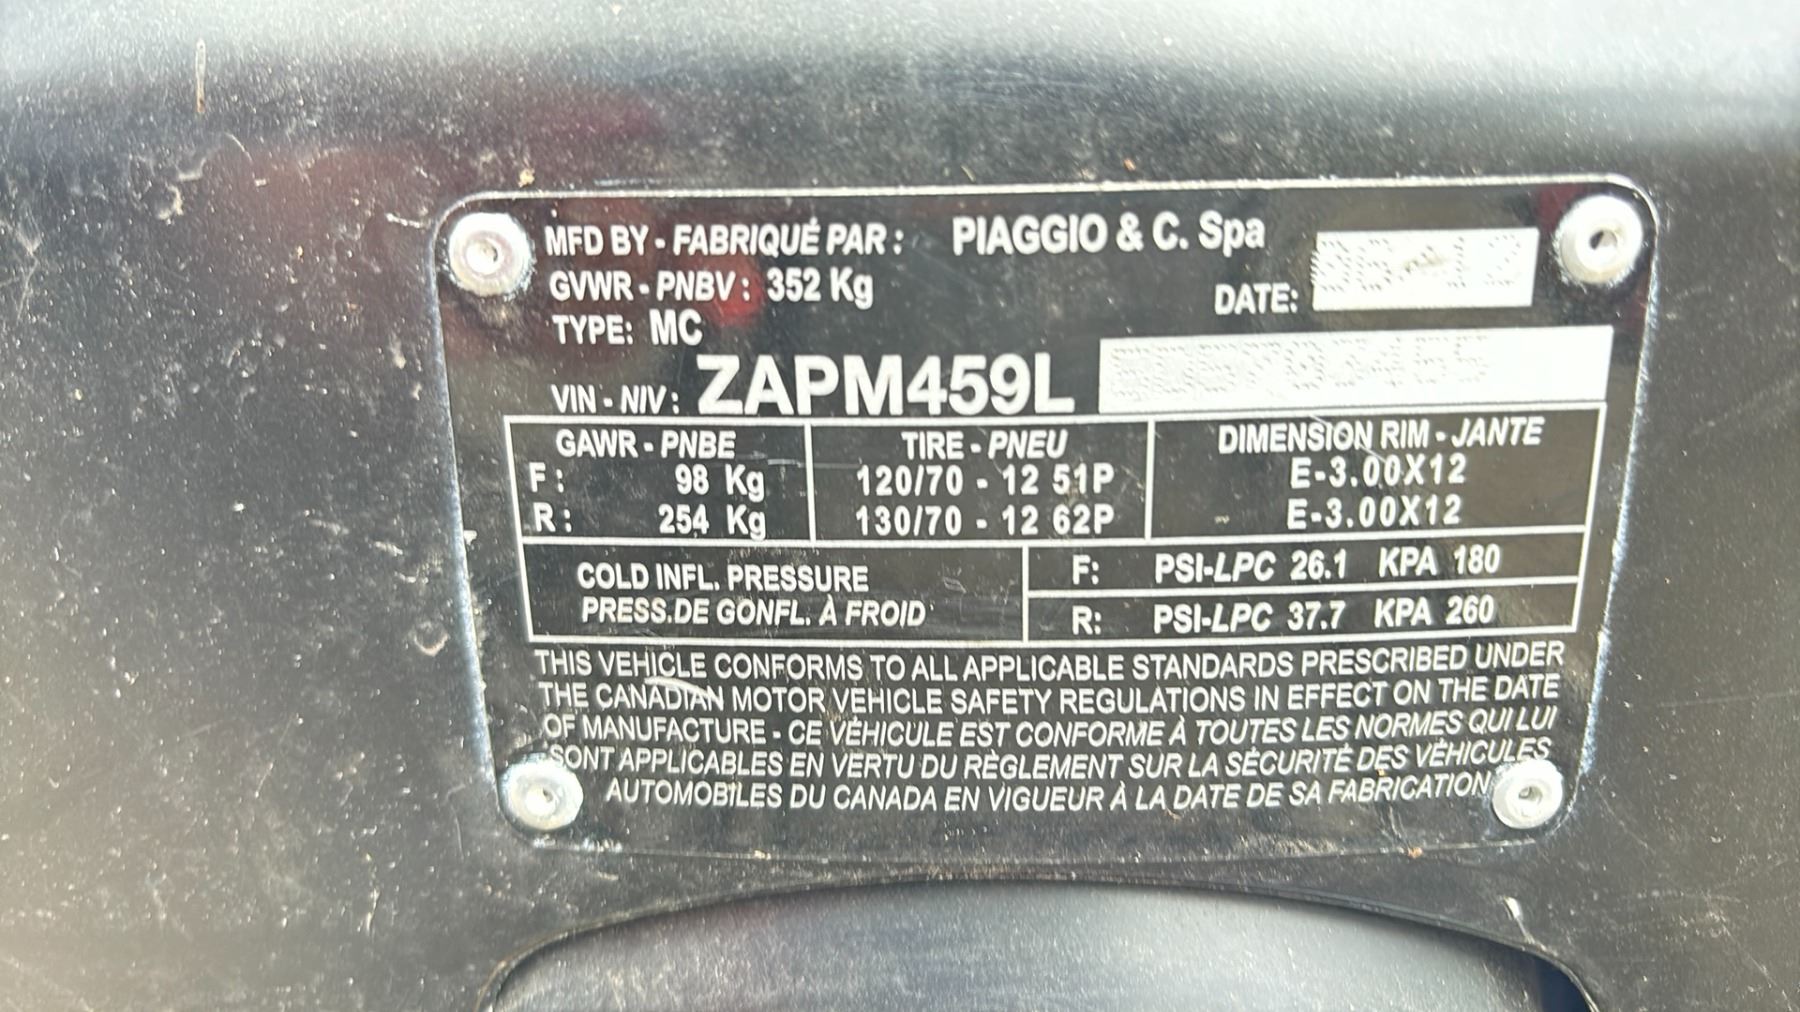 MFD BY - FABRIQUÉ PAR : PIAGGIO & C. Spa
GVWR - PNBV : 352 Kg
DATE:
TYPE: MC
VIN - NIV : ZAPM459L
GAWR - PNBE TIRE - PNEU DIMENSION RIM - JANTE
F : 98 Kg 120/70 - 12 51P E-3.00X12
R : 254 Kg 130/70 - 12 62P E-3.00X12
COLD INFL. PRESSURE F: PSI-LPC 26.1 KPA 180
PRESS.DE GONFL. À FROID R: PSI-LPC 37.7 KPA 260
THIS VEHICLE CONFORMS TO ALL APPLICABLE STANDARDS PRESCRIBED UNDER
THE CANADIAN MOTOR VEHICLE SAFETY REGULATIONS IN EFFECT ON THE DATE
OF MANUFACTURE - CE VÉHICULE EST CONFORME À TOUTES LES NORMES QUI LUI
SONT APPLICABLES EN VERTU DU RÈGLEMENT SUR LA SÉCURITÉ DES VÉHICULES
AUTOMOBILES DU CANADA EN VIGUEUR À LA DATE DE SA FABRICATION